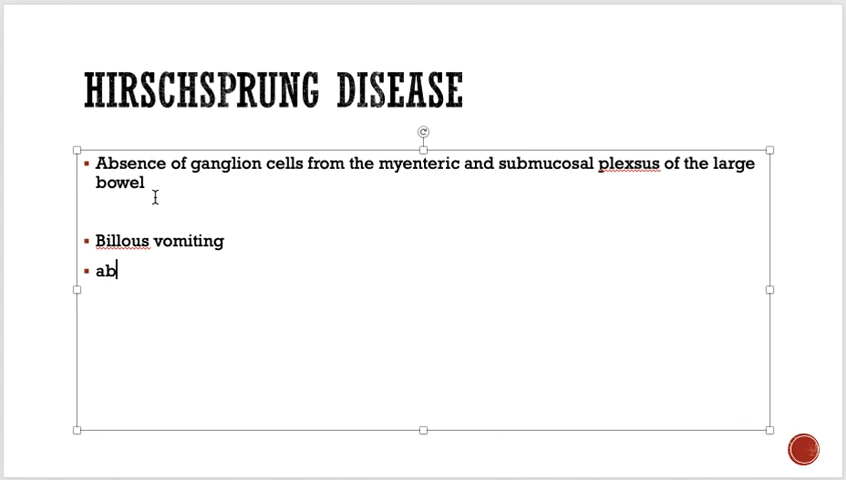 HIRSCHSPRUNG DISEASE
Absence of ganglion cells from the myenteric and submucosal plexsus of the large
bowel
Billous vomiting
ab